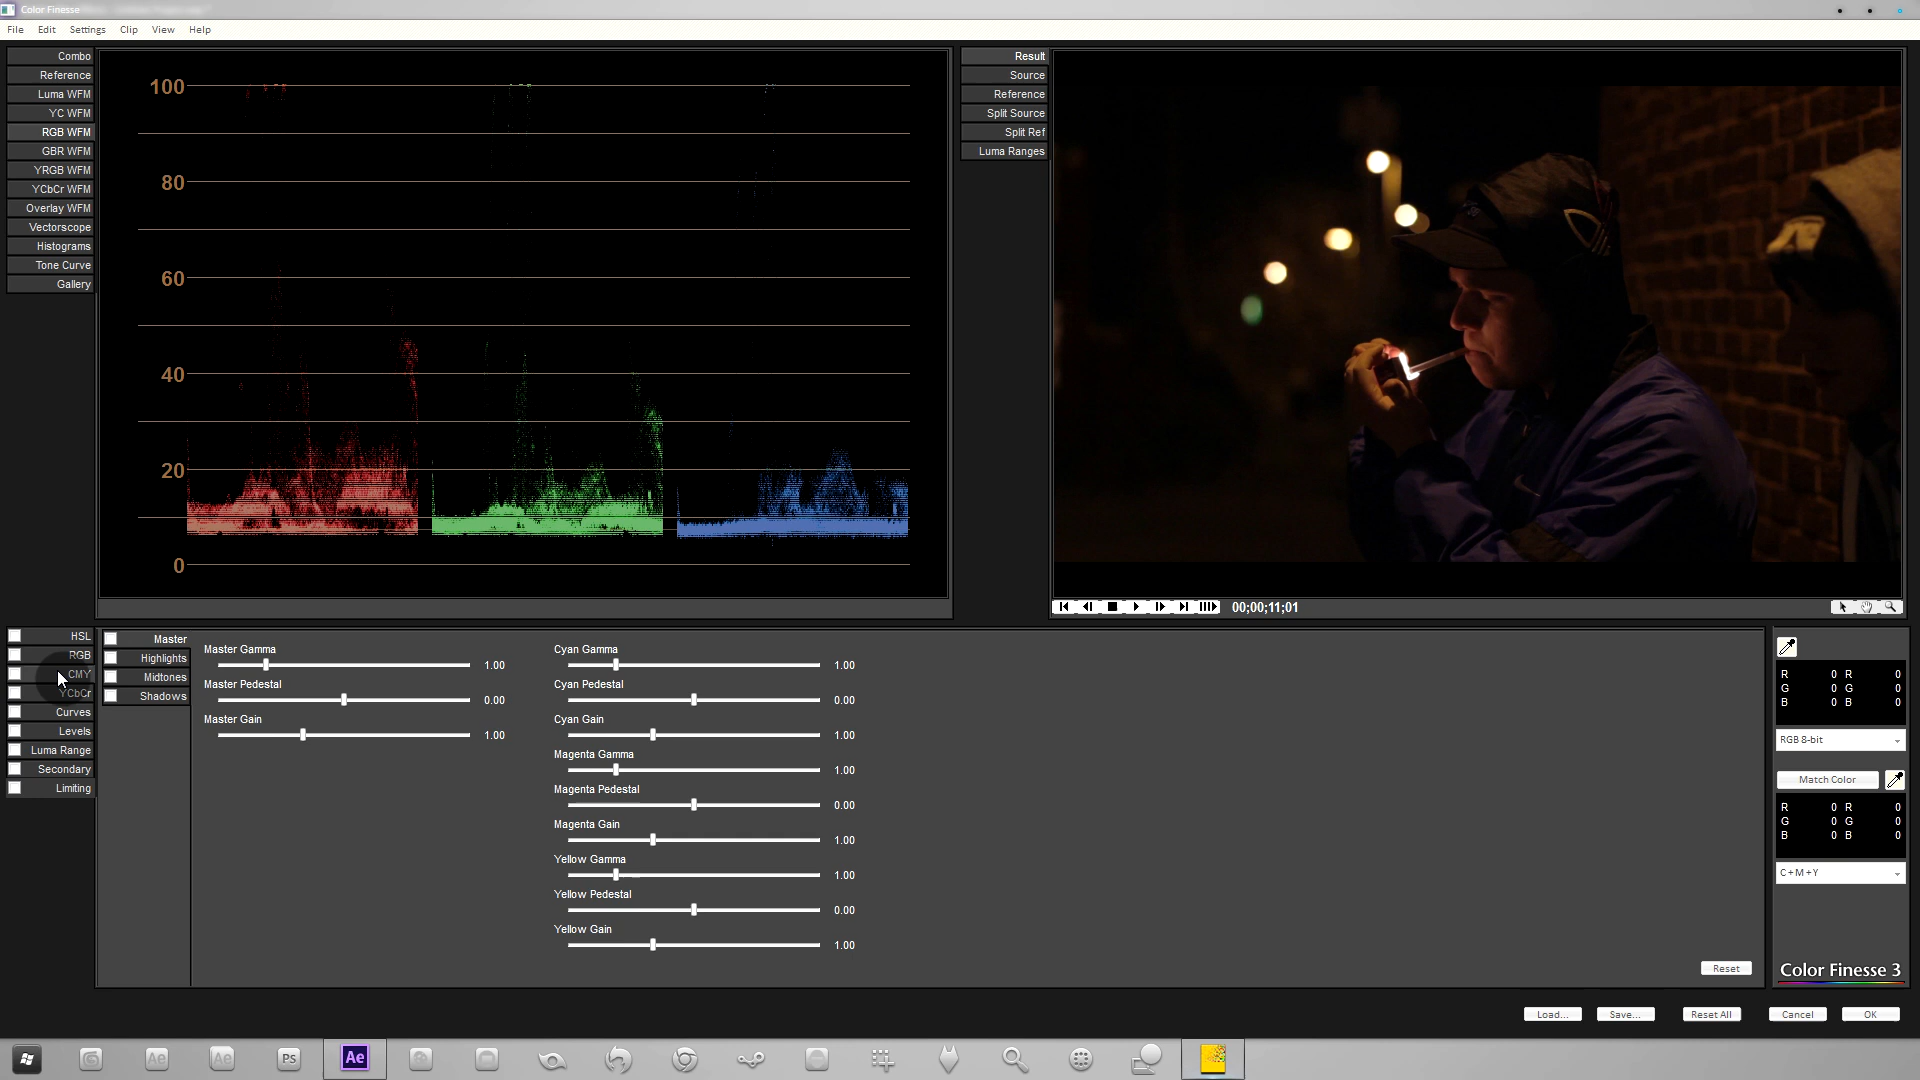 Color Finesse
File Edit Settings Clip View Help
Combo
Reference
Luma WFM
YC WFM
RGB WFM
GBR WFM
YRGB WFM
YCbCr WFM
Overlay WFM
Vectorscope
Histograms
Tone Curve
Gallery
100
80
60
40
20
0
Result
Source
Reference
Split Source
Split Ref
Luma Ranges
00;00;11;01
HSL
RGB
CMY
YCbCr
Curves
Levels
Luma Range
Secondary
Limiting
Master
Highlights
Midtones
Shadows
Master Gamma
1.00
Master Pedestal
0.00
Master Gain
1.00
Cyan Gamma
1.00
Cyan Pedestal
0.00
Cyan Gain
1.00
Magenta Gamma
1.00
Magenta Pedestal
0.00
Magenta Gain
1.00
Yellow Gamma
1.00
Yellow Pedestal
0.00
Yellow Gain
1.00
Reset
R 0 R 0
G 0 G 0
B 0 B 0
RGB 8-bit
Match Color
R 0 R 0
G 0 G 0
B 0 B 0
C+M+Y
Color Finesse 3
Load... Save... Reset All Cancel OK
Ae Ae Ps Ae